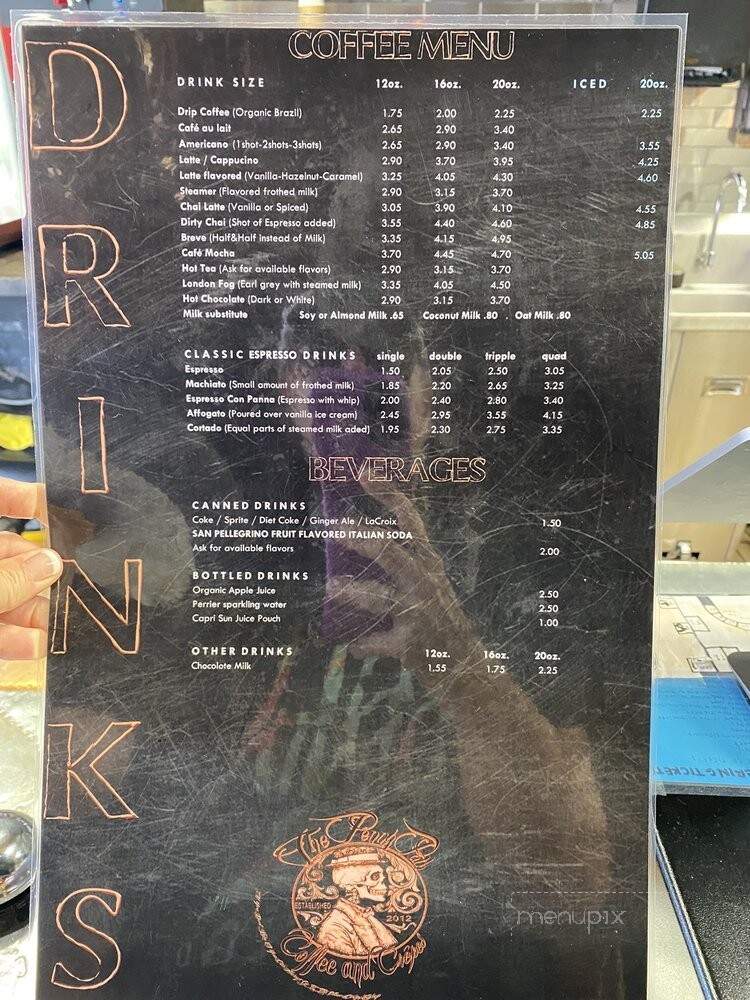 DRINKS
COFFEE MENU
DRINK SIZE 12oz. 16oz. 20oz. ICED 20oz.
Drip Coffee (Organic Brazil) 1.75 2.00 2.25 2.25
Café au lait 2.65 2.90 3.40
Americano (1shot-2shots-3shots) 2.65 2.90 3.40 3.55
Latte / Cappucino 2.90 3.70 3.95 4.25
Latte flavored (Vanilla-Hazelnut-Caramel) 3.25 4.05 4.30 4.60
Steamer (Flavored frothed milk) 2.90 3.15 3.70
Chai Latte (Vanilla or Spiced) 3.05 3.90 4.10 4.55
Dirty Chai (Shot of Espresso added) 3.55 4.40 4.60 4.85
Breve (Half&Half instead of Milk) 3.35 4.15 4.95
Café Mocha 3.70 4.45 4.70 5.05
Hot Tea (Ask for available flavors) 2.90 3.15 3.70
London Fog (Earl grey with steamed milk) 3.35 4.05 4.50
Hot Chocolate (Dark or White) 2.90 3.15 3.70
Milk substitute Soy or Almond Milk .65 Coconut Milk .80 . Oat Milk .80
CLASSIC ESPRESSO DRINKS single double tripple quad
Espresso 1.50 2.05 2.50 3.05
Machiato (Small amount of frothed milk) 1.85 2.20 2.65 3.25
Espresso Con Panna (Espresso with whip) 2.00 2.40 2.80 3.40
Affogato (Poured over vanilla ice cream) 2.45 2.95 3.55 4.15
Cortado (Equal parts of steamed milk aded) 1.95 2.30 2.75 3.35
BEVERAGES
CANNED DRINKS
Coke / Sprite / Diet Coke / Ginger Ale / LaCroix 1.50
SAN PELLEGRINO FRUIT FLAVORED ITALIAN SODA
Ask for available flavors 2.00
BOTTLED DRINKS
Organic Apple Juice 2.50
Perrier sparkling water 2.50
Capri Sun Juice Pouch 1.00
OTHER DRINKS 12oz. 16oz. 20oz.
Chocolate Milk 1.55 1.75 2.25
ERING TICKET
The
ESTABLISHED 2012
Coffee and Crêpes
menupix